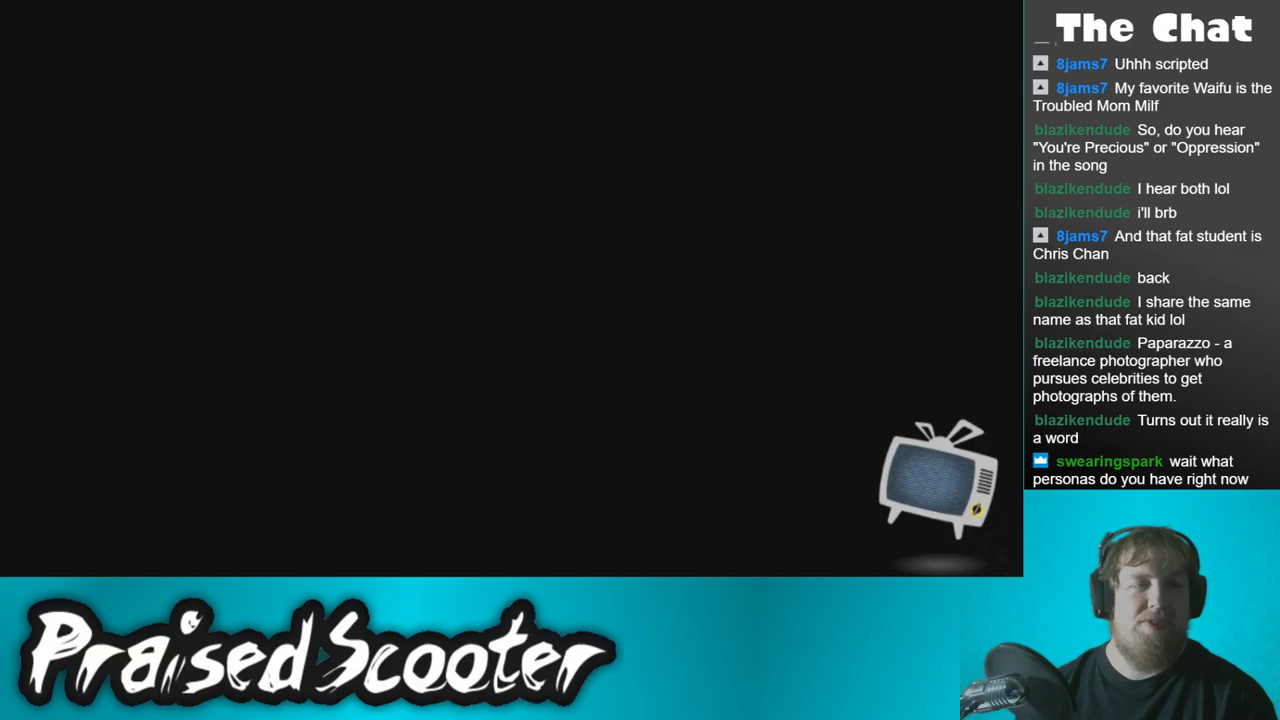 The Chat
8jams7 Uhhh scripted
8jams7 My favorite Waifu is the
Troubled Mom Milf
blazikendude So, do you hear
"You're Precious" or "Oppression"
in the song
blazikendude I hear both lol
blazikendude i'll brb
8jams7 And that fat student is
Chris Chan
blazikendude back
blazikendude I share the same
name as that fat kid lol
blazikendude Paparazzo - a
freelance photographer who
pursues celebrities to get
photographs of them.
blazikendude Turns out it really is
a word
swearingspark wait what
personas do you have right now
PraisedScooter